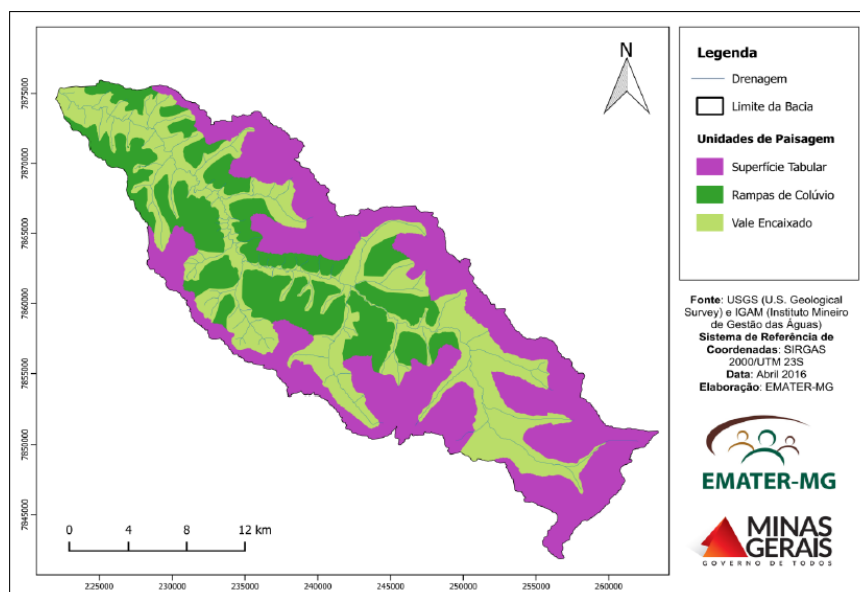 N
Legenda
Drenagem
Limite da Bacia
Unidades de Paisagem
Superfície Tabular
Rampas de Colúvio
Vale Encaixado
Fonte: USGS (U.S. Geological
Survey) e IGAM (Instituto Mineiro
de Gestão das Águas)
Sistema de Referência de
Coordenadas: SIRGAS
2000/UTM 23S
Data: Abril 2016
Elaboração: EMATER-MG
EMATER-MG
MINAS
GERAIS
GOVERNO DE TODOS
7875000
7870000
7865000
7860000
7855000
7850000
7845000
0 4 8 12 km
225000 230000 235000 240000 245000 250000 255000 260000